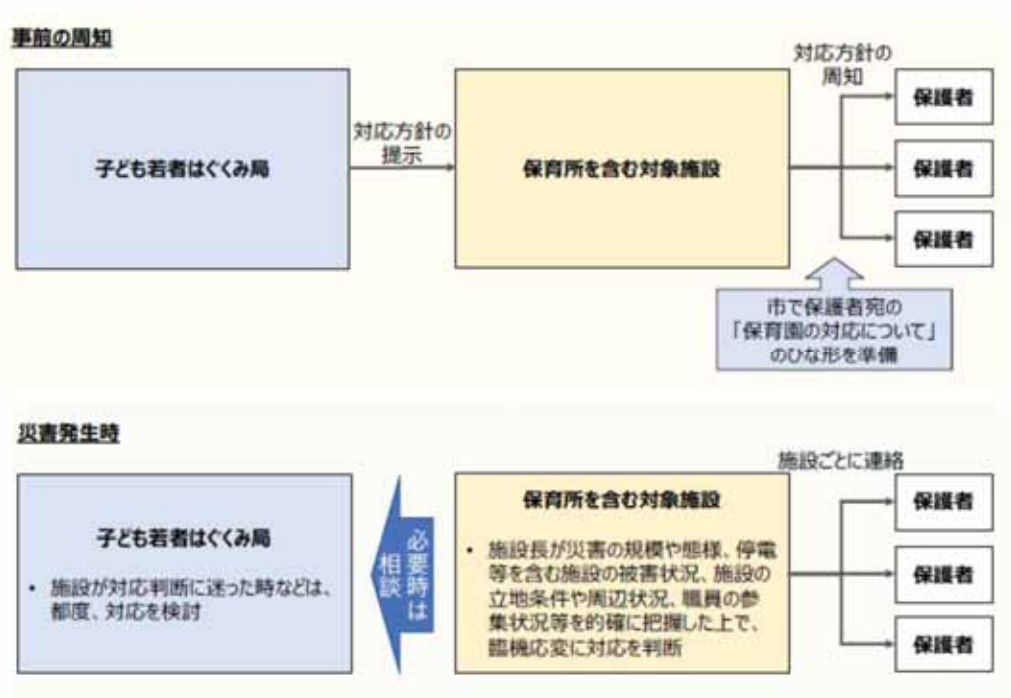 事前の周知
対応方針の
周知
保護者
対応方針の
提示
子ども若者はぐくみ局
保育所を含む対象施設
保護者
保護者
市で保護者宛の
「保育園の対応について」
のひな形を準備
災害発生時
施設ごとに連絡
子ども若者はぐくみ局
・ 施設が対応判断に迷った時などは、
都度、対応を検討
必要時は
相談
保育所を含む対象施設
・ 施設長が災害の規模や態様、停電
等を含む施設の被害状況、施設の
立地条件や周辺状況、職員の参
集状況等を的確に把握した上で、
臨機応変に対応を判断
保護者
保護者
保護者